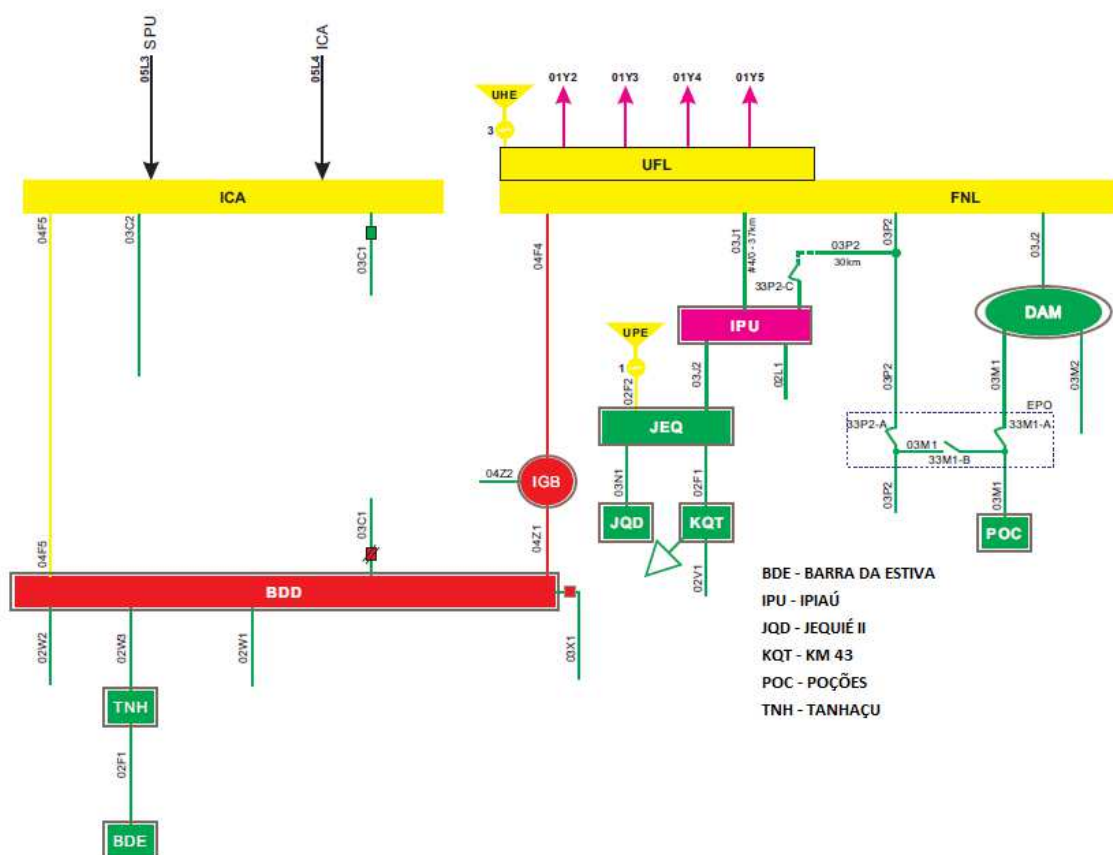 05L3 SPU
05L4 ICA
UHE
3
01Y2
01Y3
01Y4
01Y5
UFL
ICA
FNL
04F5
03C2
03C1
04F4
03J1
#4/0 - 37km
03P2
30km
33P2-C
03P2
03J2
DAM
IPU
UPE
1
02F2
03J2
02L1
03P2
03M1
03M2
EPO
JEQ
33P2-A
03M1
33M1-B
33M1-A
04Z2
IGB
03N1
02F1
03P2
03M1
JQD
KQT
POC
04F5
03C1
04Z1
02V1
BDD
02W2
02W3
02W1
03X1
TNH
02F1
BDE
BDE - BARRA DA ESTIVA
IPU - IPIAÚ
JQD - JEQUIÉ II
KQT - KM 43
POC - POÇÕES
TNH - TANHAÇU